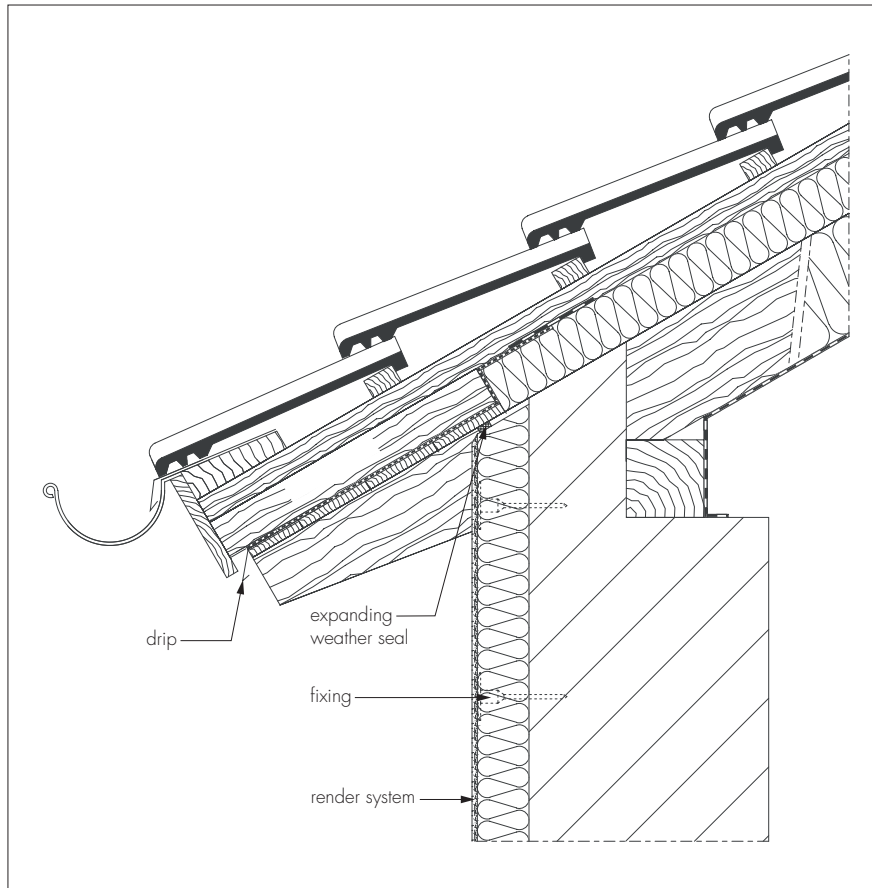 drip
expanding
weather seal
fixing
render system